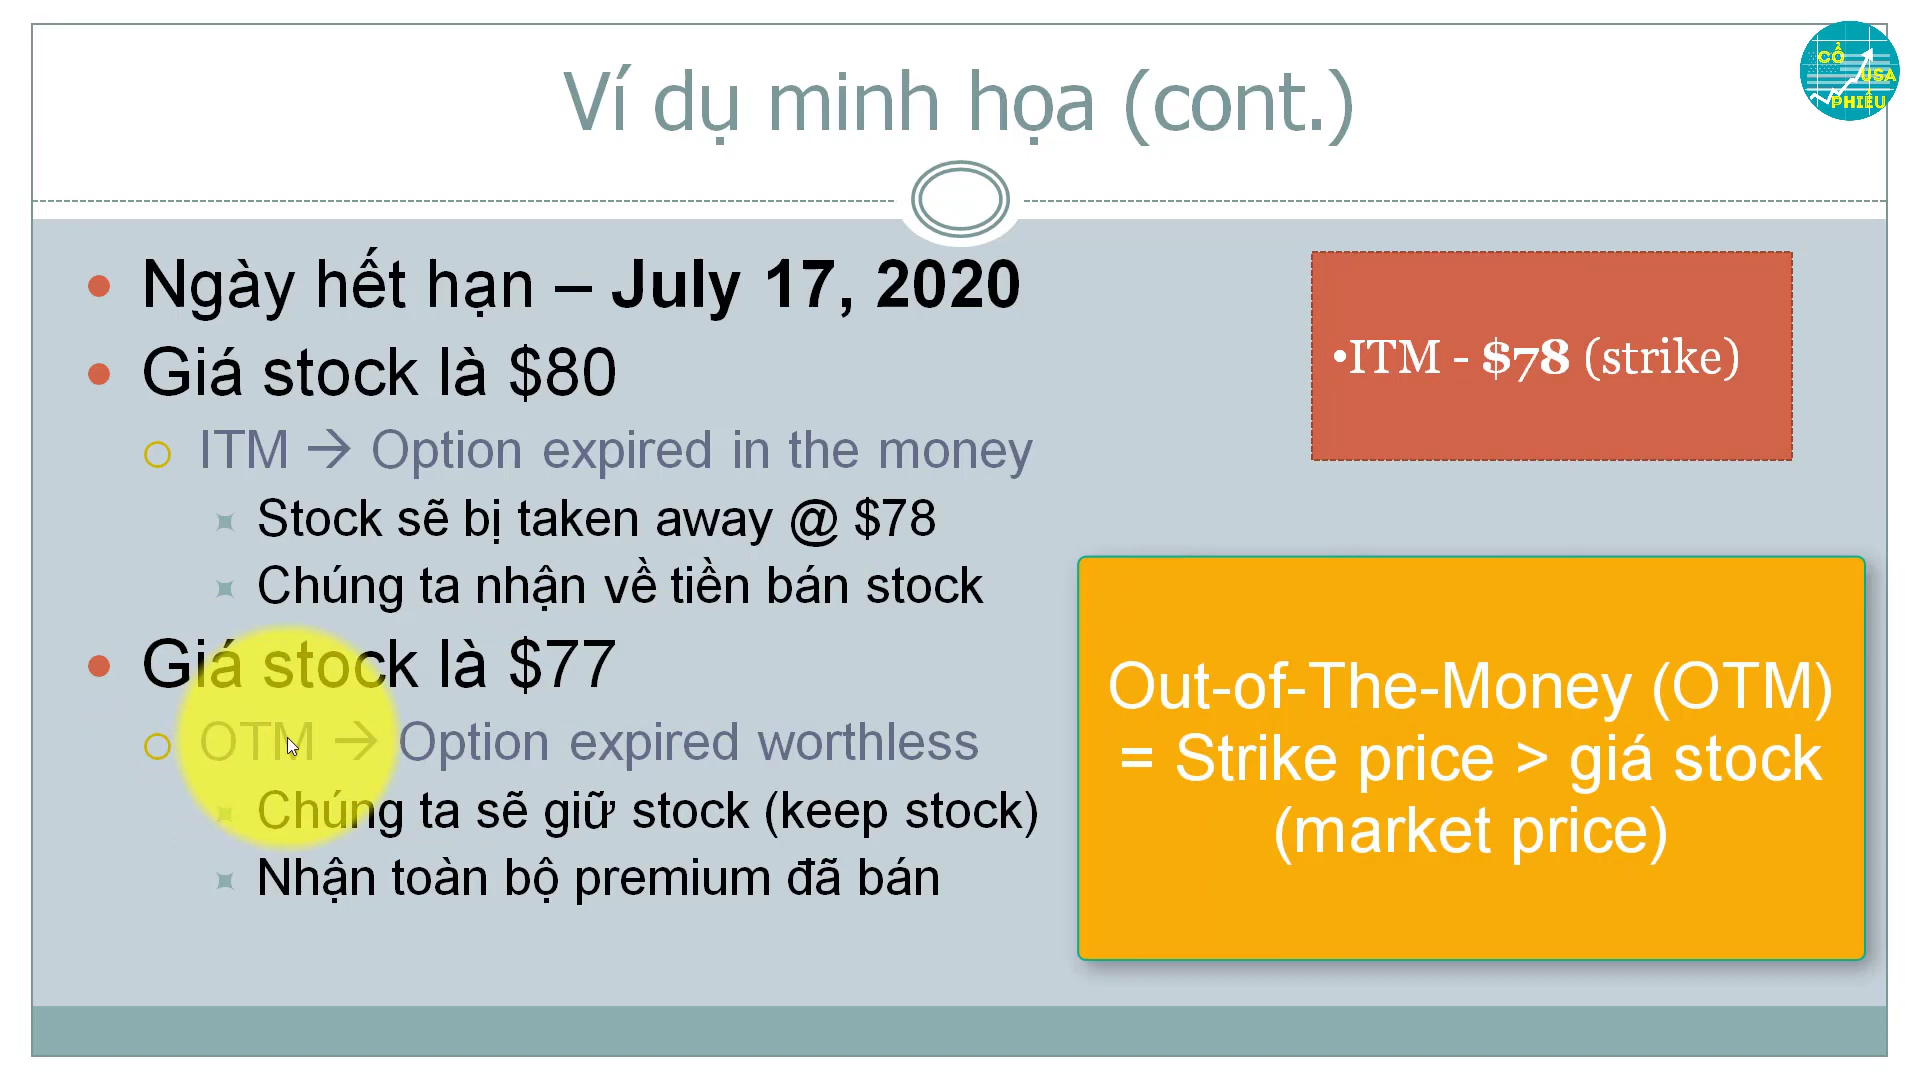 Ví dụ minh họa (cont.)
CỔ
USA
PHIẾU
Ngày hết hạn – July 17, 2020
Giá stock là $80
ITM → Option expired in the money
Stock sẽ bị taken away @ $78
Chúng ta nhận về tiền bán stock
Giá stock là $77
OTM → Option expired worthless
Chúng ta sẽ giữ stock (keep stock)
Nhận toàn bộ premium đã bán
•ITM - $78 (strike)
Out-of-The-Money (OTM)
= Strike price > giá stock
(market price)